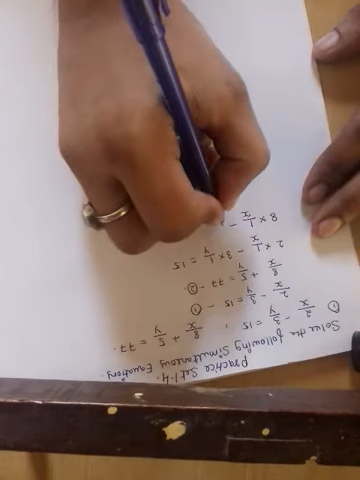 Practice Set 1.4.
Solve the following Simultaneous Equations.
① 2/x - 3/y = 15 , 8/x + 5/y = 77.
2/x - 3/y = 15 - ①
8/x + 5/y = 77 - ②
2 × 1/x - 3 × 1/y = 15
8 × 1/x -